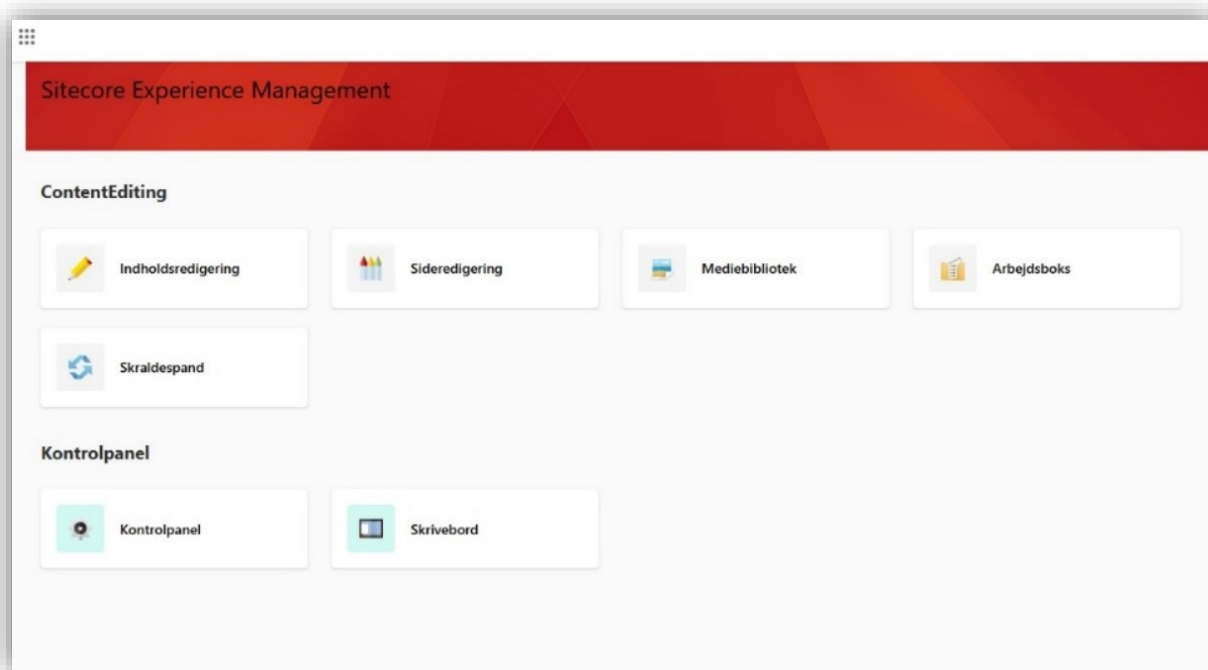 Sitecore Experience Management
ContentEditing
Indholdsredigering
Sideredigering
Mediebibliotek
Arbejdsboks
Skraldespand
Kontrolpanel
Kontrolpanel
Skrivebord